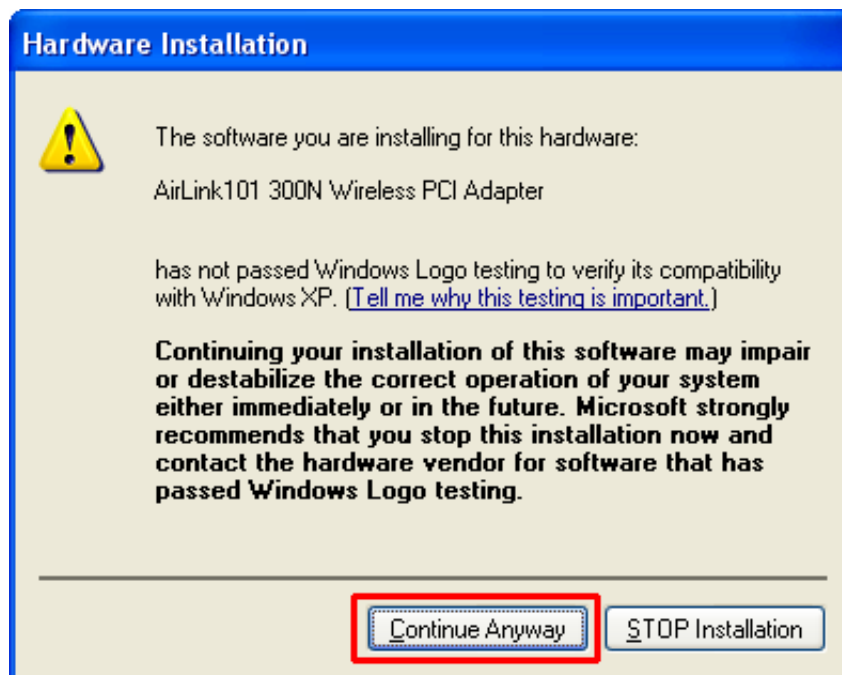 Hardware Installation
The software you are installing for this hardware:
AirLink101 300N Wireless PCI Adapter
has not passed Windows Logo testing to verify its compatibility
with Windows XP. (Tell me why this testing is important.)
Continuing your installation of this software may impair
or destabilize the correct operation of your system
either immediately or in the future. Microsoft strongly
recommends that you stop this installation now and
contact the hardware vendor for software that has
passed Windows Logo testing.
Continue Anyway STOP Installation